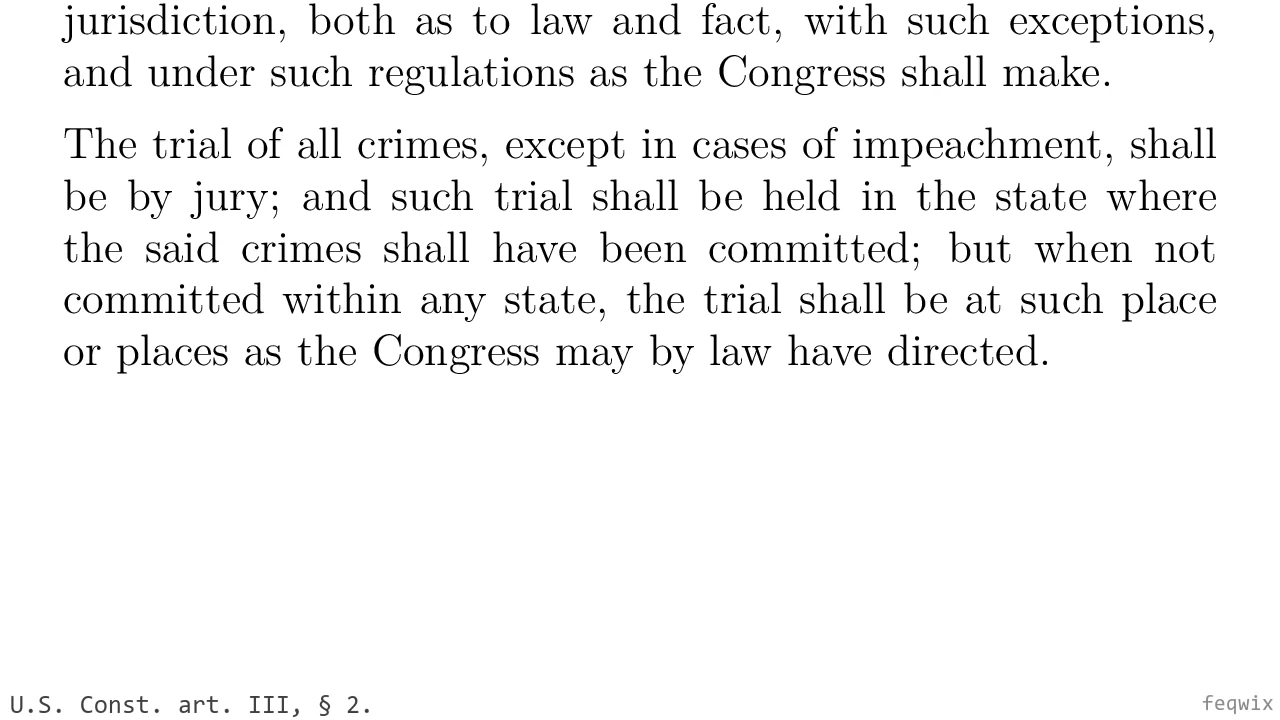 jurisdiction, both as to law and fact, with such exceptions,
and under such regulations as the Congress shall make.
The trial of all crimes, except in cases of impeachment, shall
be by jury; and such trial shall be held in the state where
the said crimes shall have been committed; but when not
committed within any state, the trial shall be at such place
or places as the Congress may by law have directed.
U.S. Const. art. III, § 2.
feqwix